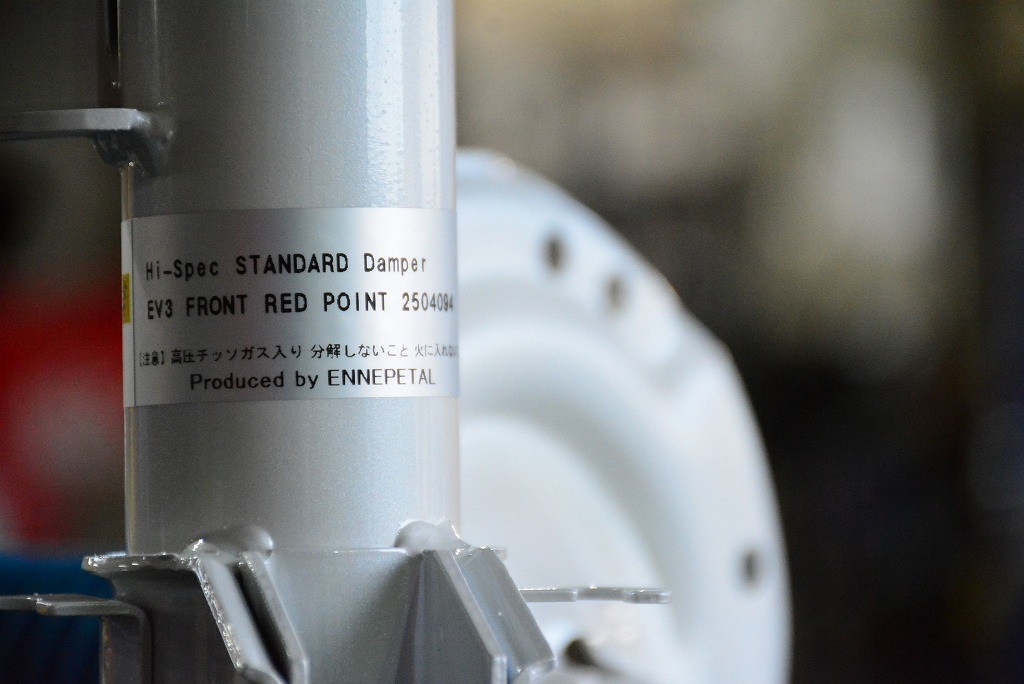 Hi-Spec STANDARD Damper
EV3 FRONT RED POINT 2504094
【注意】高圧チッソガス入り 分解しないこと 火に入れない
Produced by ENNEPETAL